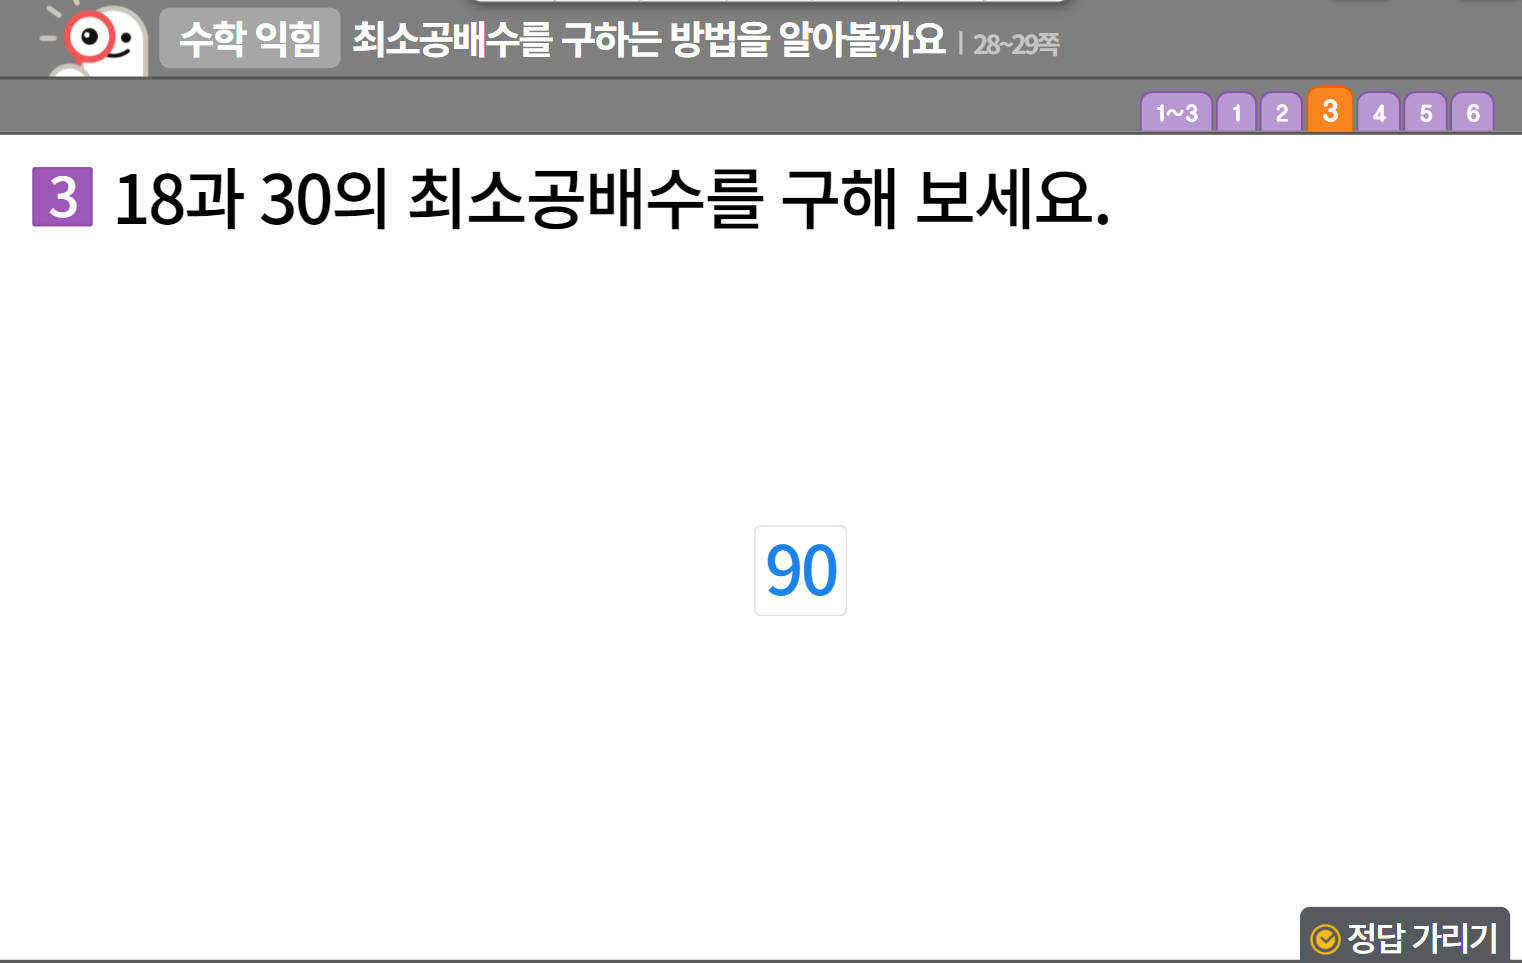 수학 익힘 최소공배수를 구하는 방법을 알아볼까요 | 28~29쪽
1~3 1 2 3 4 5 6
3 18과 30의 최소공배수를 구해 보세요.
90
정답 가리기